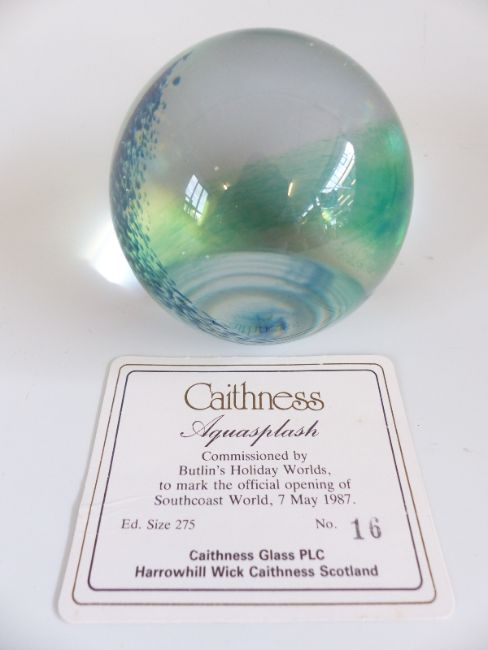 Caithness
Aquasplash
Commissioned by
Butlin's Holiday Worlds,
to mark the official opening of
Southcoast World, 7 May 1987.
Ed. Size 275 No. 16
Caithness Glass PLC
Harrowhill Wick Caithness Scotland